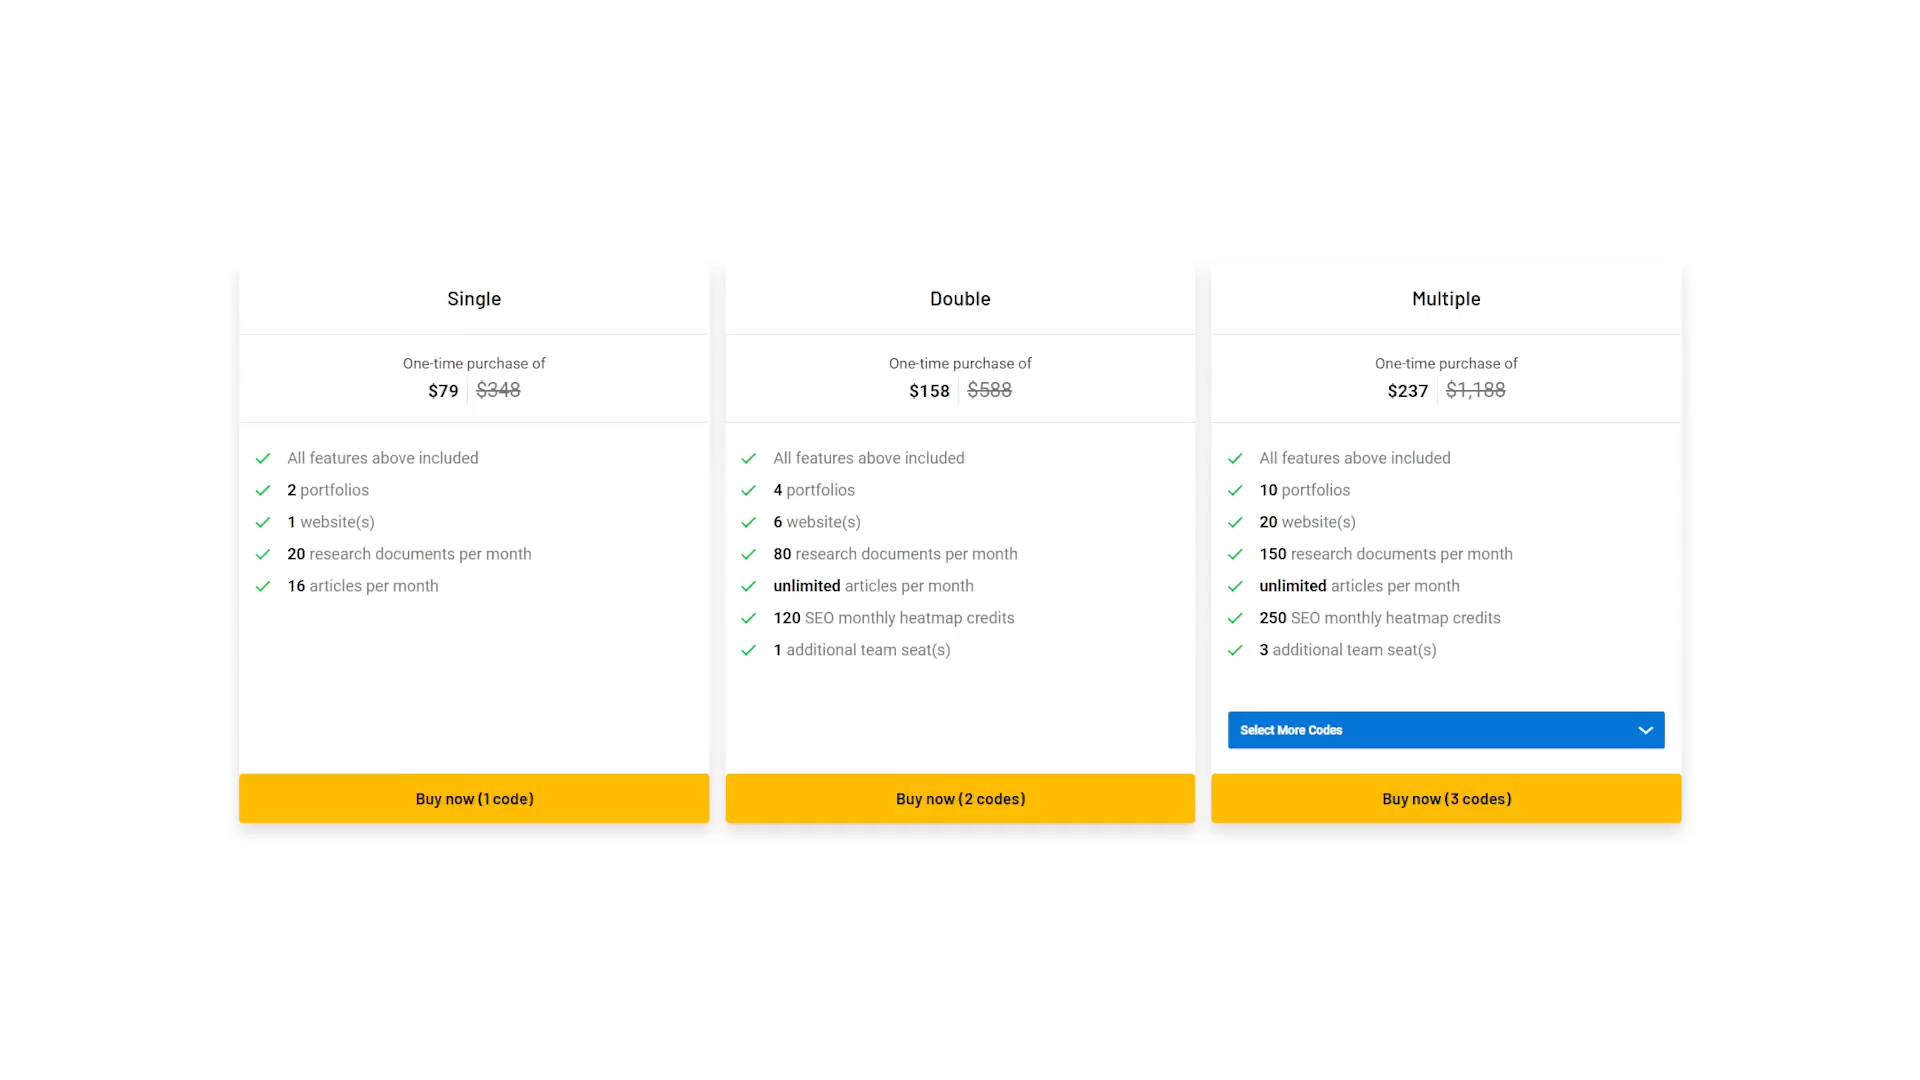 Single
One-time purchase of
$79 $348
All features above included
2 portfolios
1 website(s)
20 research documents per month
16 articles per month
Buy now (1 code)
Double
One-time purchase of
$158 $588
All features above included
4 portfolios
6 website(s)
80 research documents per month
unlimited articles per month
120 SEO monthly heatmap credits
1 additional team seat(s)
Buy now (2 codes)
Multiple
One-time purchase of
$237 $1,188
All features above included
10 portfolios
20 website(s)
150 research documents per month
unlimited articles per month
250 SEO monthly heatmap credits
3 additional team seat(s)
Select More Codes
Buy now (3 codes)